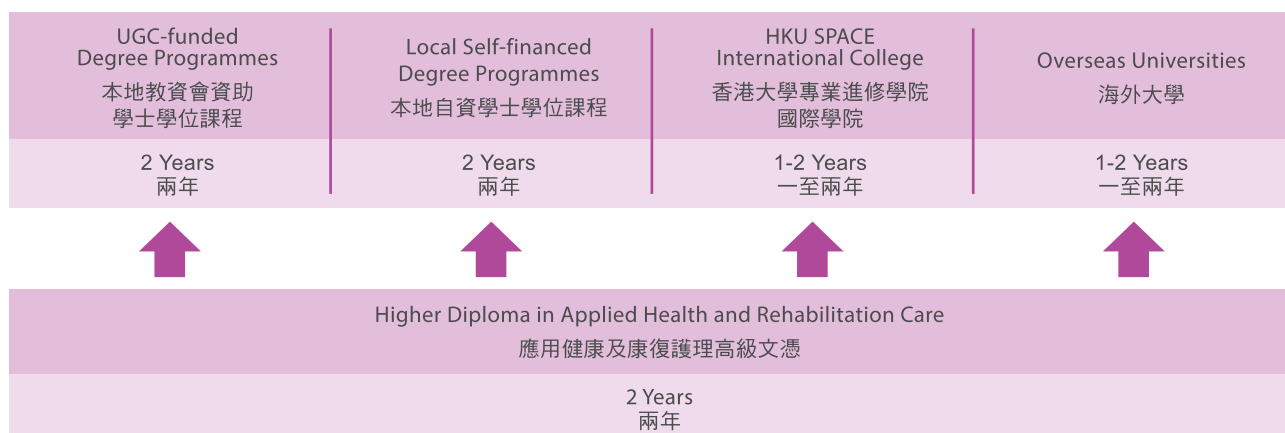 UGC-funded
Degree Programmes
本地教資會資助
學士學位課程
2 Years
兩年
Local Self-financed
Degree Programmes
本地自資學士學位課程
2 Years
兩年
HKU SPACE
International College
香港大學專業進修學院
國際學院
1-2 Years
一至兩年
Overseas Universities
海外大學
1-2 Years
一至兩年
Higher Diploma in Applied Health and Rehabilitation Care
應用健康及康復護理高級文憑
2 Years
兩年